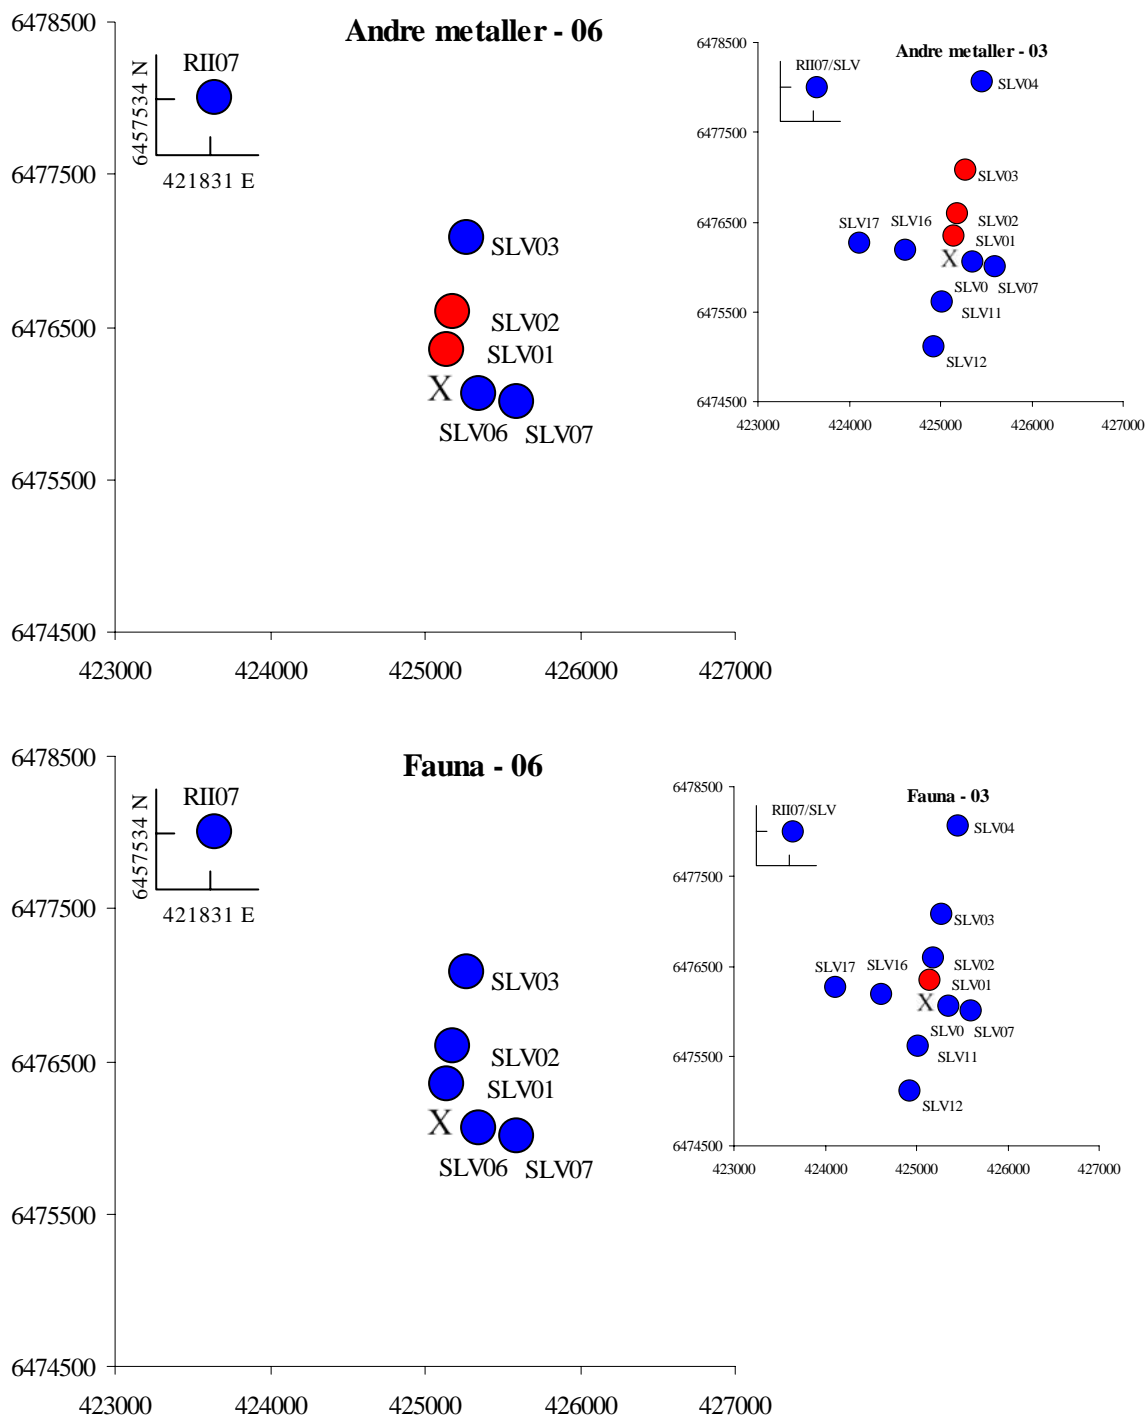 Andre metaller - 06
6478500
6477500
6476500
6475500
6474500
423000 424000 425000 426000 427000
RII07
6457534 N
421831 E
SLV03
SLV02
SLV01
X
SLV06 SLV07
Andre metaller - 03
6478500
6477500
6476500
6475500
6474500
423000 424000 425000 426000 427000
RII07/SLV
SLV04
SLV03
SLV17 SLV16 SLV02
SLV01
X
SLV0 SLV07
SLV11
SLV12
Fauna - 06
6478500
6477500
6476500
6475500
6474500
423000 424000 425000 426000 427000
RII07
6457534 N
421831 E
SLV03
SLV02
SLV01
X
SLV06 SLV07
Fauna - 03
6478500
6477500
6476500
6475500
6474500
423000 424000 425000 426000 427000
RII07/SLV
SLV04
SLV03
SLV17 SLV16 SLV02
SLV01
X
SLV0 SLV07
SLV11
SLV12